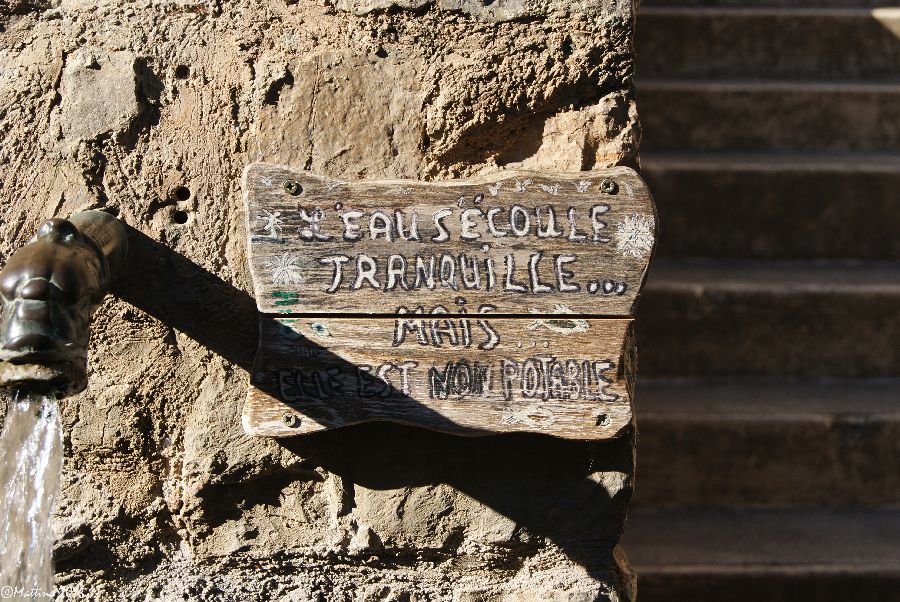 L'EAU S'ÉCOULE
TRANQUILLE...
MAiS...
ELLE EST NON POTABLE